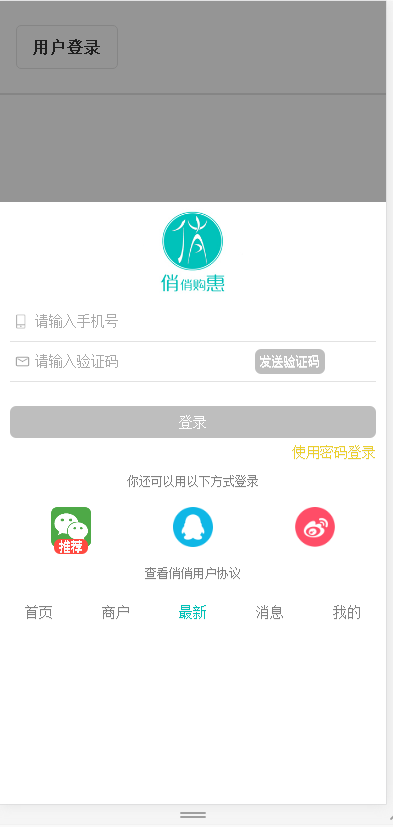 用户登录
俏
俏俏购惠
请输入手机号
请输入验证码 发送验证码
登录
使用密码登录
你还可以用以下方式登录
推荐
查看俏俏用户协议
首页 商户 最新 消息 我的